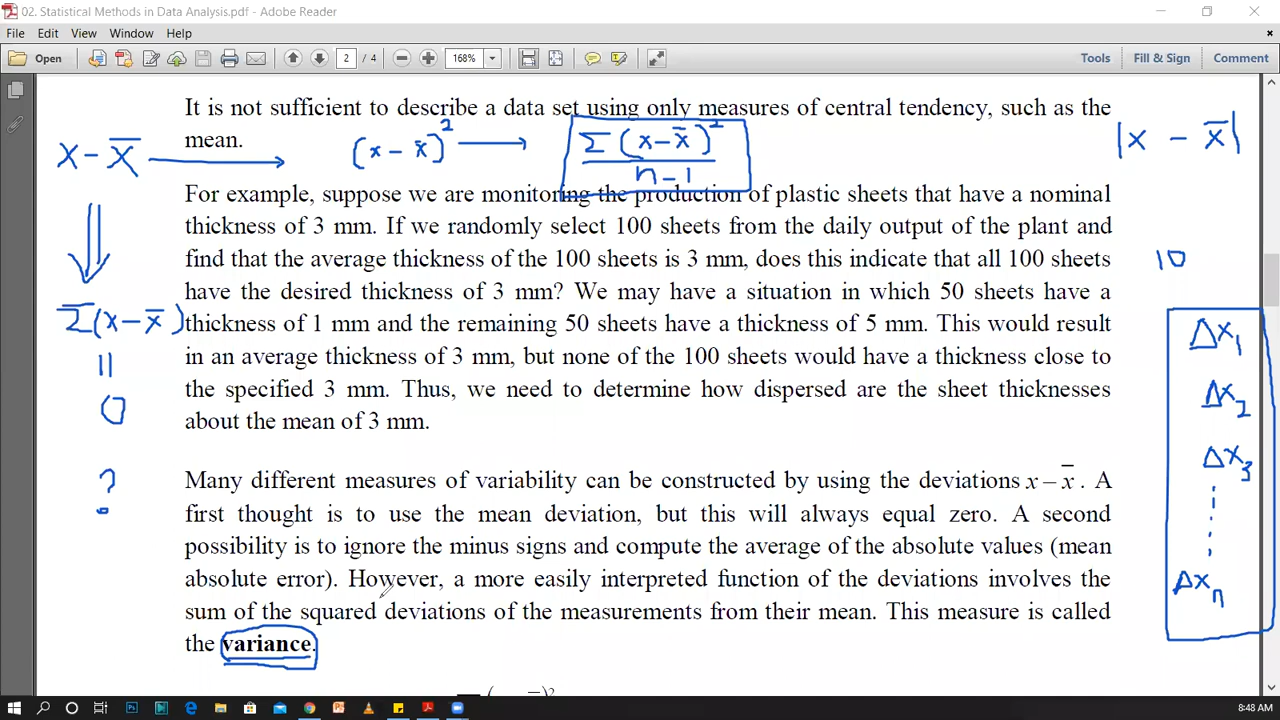 02. Statistical Methods in Data Analysis.pdf - Adobe Reader
File Edit View Window Help
Open 2 / 4 168% Tools Fill & Sign Comment
It is not sufficient to describe a data set using only measures of central tendency, such as the
mean.
x - x̄ → (x - x̄)² → Σ(x - x̄)² / n - 1
|x - x̄|
For example, suppose we are monitoring the production of plastic sheets that have a nominal
thickness of 3 mm. If we randomly select 100 sheets from the daily output of the plant and
find that the average thickness of the 100 sheets is 3 mm, does this indicate that all 100 sheets
have the desired thickness of 3 mm? We may have a situation in which 50 sheets have a
thickness of 1 mm and the remaining 50 sheets have a thickness of 5 mm. This would result
in an average thickness of 3 mm, but none of the 100 sheets would have a thickness close to
the specified 3 mm. Thus, we need to determine how dispersed are the sheet thicknesses
about the mean of 3 mm.
⇓
Σ(x - x̄)
=
0
?
10
Δx₁
Δx₂
Δx₃
⋮
Δxₙ
Many different measures of variability can be constructed by using the deviations x – x̄ . A
first thought is to use the mean deviation, but this will always equal zero. A second
possibility is to ignore the minus signs and compute the average of the absolute values (mean
absolute error). However, a more easily interpreted function of the deviations involves the
sum of the squared deviations of the measurements from their mean. This measure is called
the variance.
8:48 AM